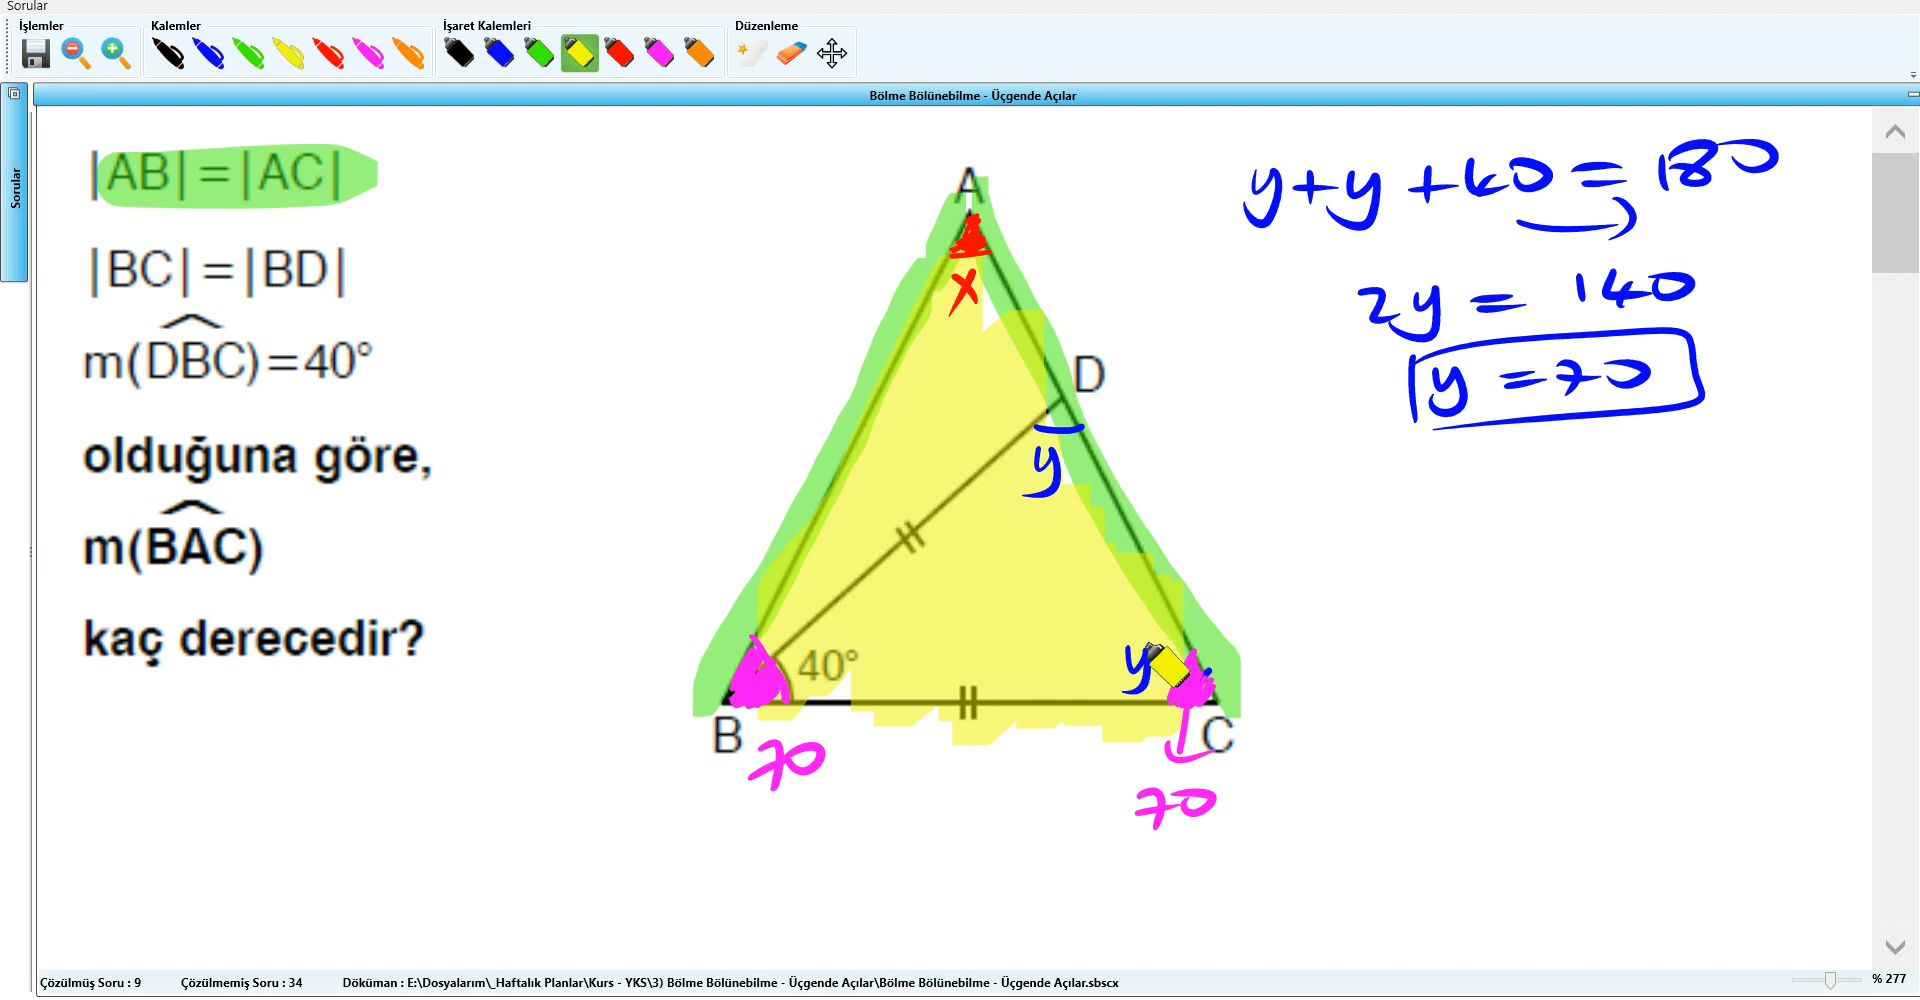 Sorular
İşlemler Kalemler İşaret Kalemleri Düzenleme
Bölme Bölünebilme - Üçgende Açılar
Sorular
|AB|=|AC|
|BC|=|BD|
m(DBC)=40°
olduğuna göre,
m(BAC)
kaç derecedir?
A
x
D
y
40°
y
B
C
70
70
y+y+40=180
2y=140
y=70
Çözülmüş Soru : 9 Çözülmemiş Soru : 34 Döküman : E:\Dosyalarım\_Haftalık Planlar\Kurs - YKS\3) Bölme Bölünebilme - Üçgende Açılar\Bölme Bölünebilme - Üçgende Açılar.sbscx % 277